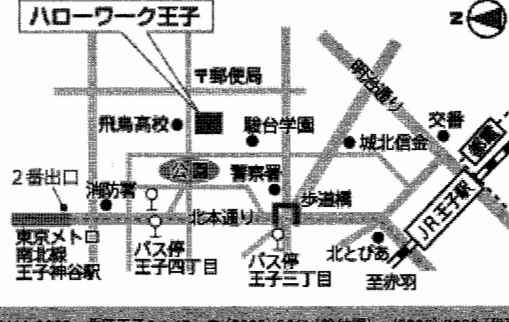 ハローワーク王子
N
〒郵便局
明治通り
飛鳥高校
駿台学園
城北信金
交番
都電
公園
警察署
2番出口
消防署
歩道橋
JR王子駅
北本通り
東京メトロ
南北線
王子神谷駅
バス停
王子四丁目
バス停
王子三丁目
北とぴあ
至赤羽